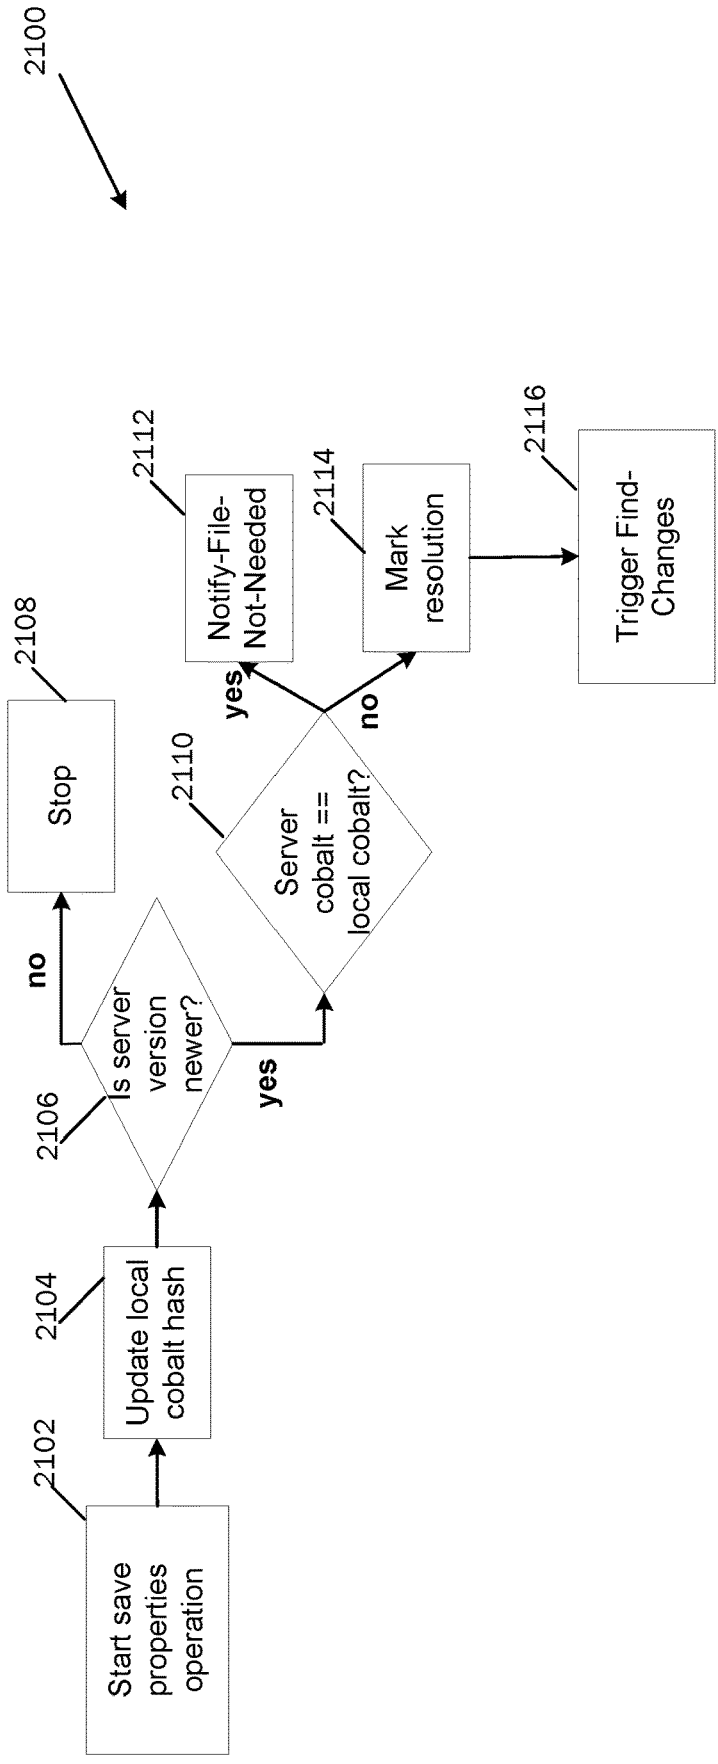 2100
2102
Start save
properties
operation
2104
Update local
cobalt hash
2106
Is server
version
newer?
no
yes
2108
Stop
2110
Server
cobalt ==
local cobalt?
yes
no
2112
Notify-File-
Not-Needed
2114
Mark
resolution
2116
Trigger Find-
Changes